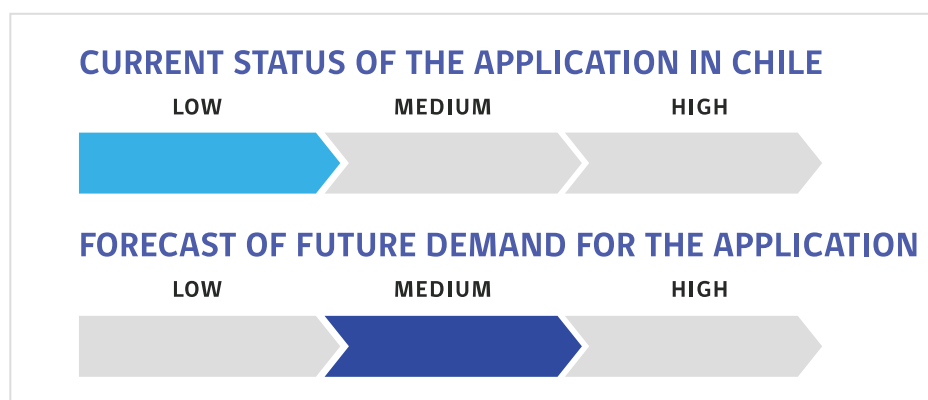 CURRENT STATUS OF THE APPLICATION IN CHILE
LOW MEDIUM HIGH
FORECAST OF FUTURE DEMAND FOR THE APPLICATION
LOW MEDIUM HIGH